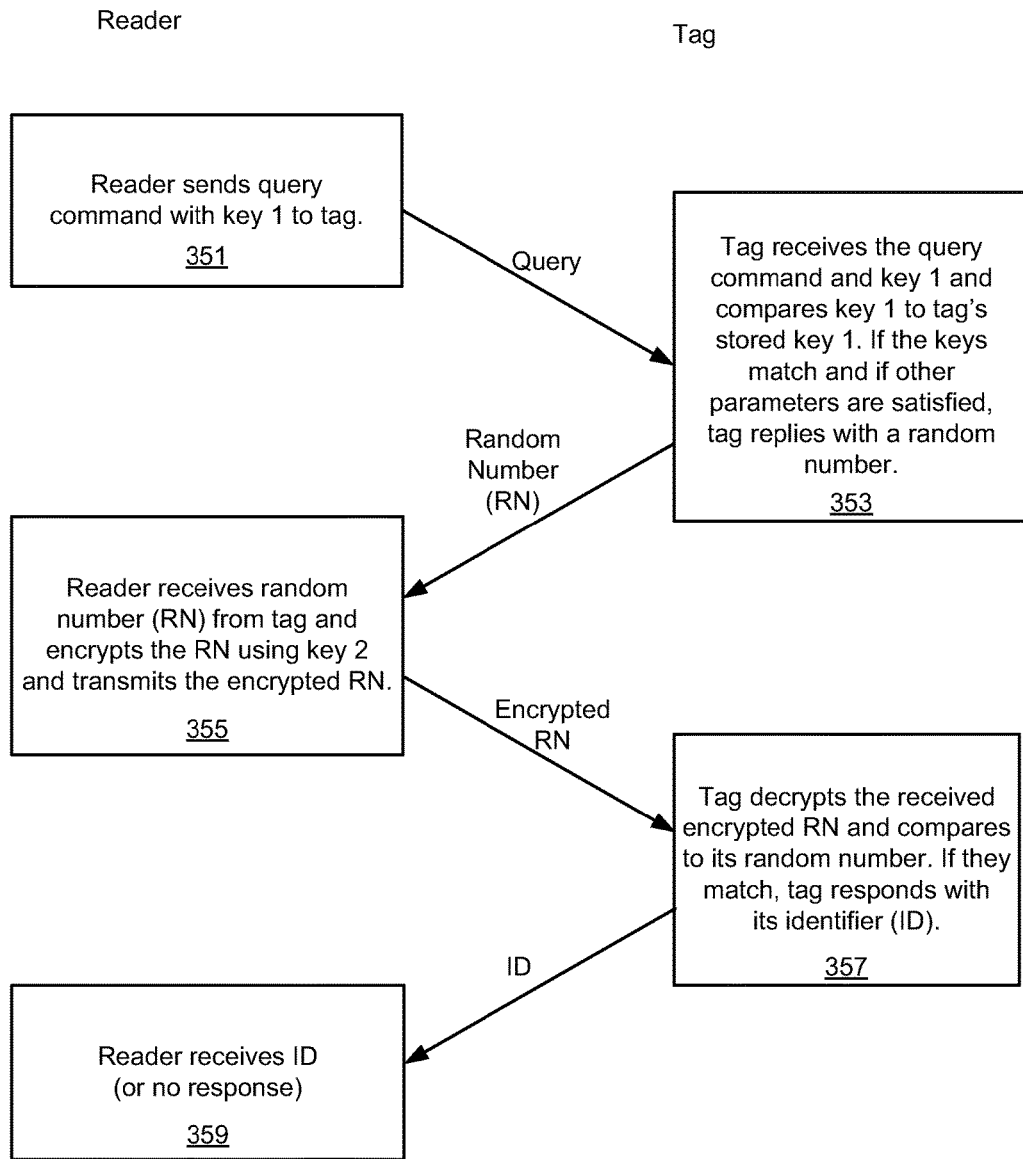 Reader
Tag
Reader sends query
command with key 1 to tag.
351
Query
Tag receives the query
command and key 1 and
compares key 1 to tag’s
stored key 1. If the keys
match and if other
parameters are satisfied,
tag replies with a random
number.
353
Random
Number
(RN)
Reader receives random
number (RN) from tag and
encrypts the RN using key 2
and transmits the encrypted RN.
355
Encrypted
RN
Tag decrypts the received
encrypted RN and compares
to its random number. If they
match, tag responds with
its identifier (ID).
357
ID
Reader receives ID
(or no response)
359